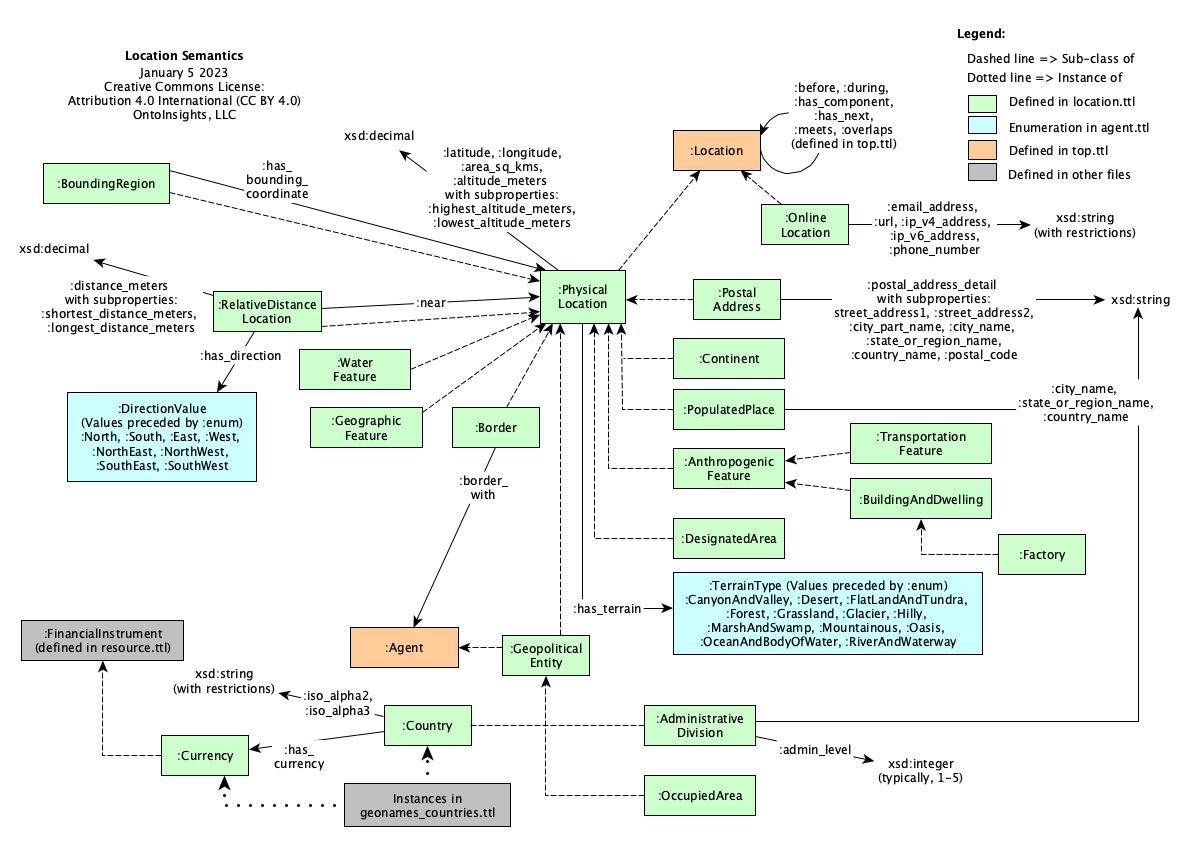 Location Semantics
January 5 2023
Creative Commons License:
Attribution 4.0 International (CC BY 4.0)
OntoInsights, LLC
Legend:
Dashed line => Sub-class of
Dotted line => Instance of
Defined in location.ttl
Enumeration in agent.ttl
Defined in top.ttl
Defined in other files
:before, :during,
:has_component,
:has_next,
:meets, :overlaps
(defined in top.ttl)
:Location
xsd:decimal
:latitude, :longitude,
:area_sq_kms,
:altitude_meters
with subproperties:
:highest_altitude_meters,
:lowest_altitude_meters
:BoundingRegion
:has_
bounding_
coordinate
:Online
Location
:email_address,
:url, :ip_v4_address,
:ip_v6_address,
:phone_number
xsd:string
(with restrictions)
xsd:decimal
:distance_meters
with subproperties:
:shortest_distance_meters,
:longest_distance_meters
:RelativeDistance
Location
:near
:Physical
Location
:Postal
Address
:postal_address_detail
with subproperties:
street_address1, :street_address2,
:city_part_name, :city_name,
:state_or_region_name,
:country_name, :postal_code
xsd:string
:has_direction
:Water
Feature
:Continent
:DirectionValue
(Values preceded by :enum)
:North, :South, :East, :West,
:NorthEast, :NorthWest,
:SouthEast, :SouthWest
:Geographic
Feature
:Border
:PopulatedPlace
:city_name,
:state_or_region_name,
:country_name
:Anthropogenic
Feature
:Transportation
Feature
:BuildingAndDwelling
:border_
with
:DesignatedArea
:Factory
:has_terrain
:TerrainType (Values preceded by :enum)
:CanyonAndValley, :Desert, :FlatLandAndTundra,
:Forest, :Grassland, :Glacier, :Hilly,
:MarshAndSwamp, :Mountainous, :Oasis,
:OceanAndBodyOfWater, :RiverAndWaterway
:FinancialInstrument
(defined in resource.ttl)
:Agent
:Geopolitical
Entity
xsd:string
(with restrictions)
:iso_alpha2,
:iso_alpha3
:Country
:Administrative
Division
:admin_level
xsd:integer
(typically, 1-5)
:Currency
:has_
currency
Instances in
geonames_countries.ttl
:OccupiedArea